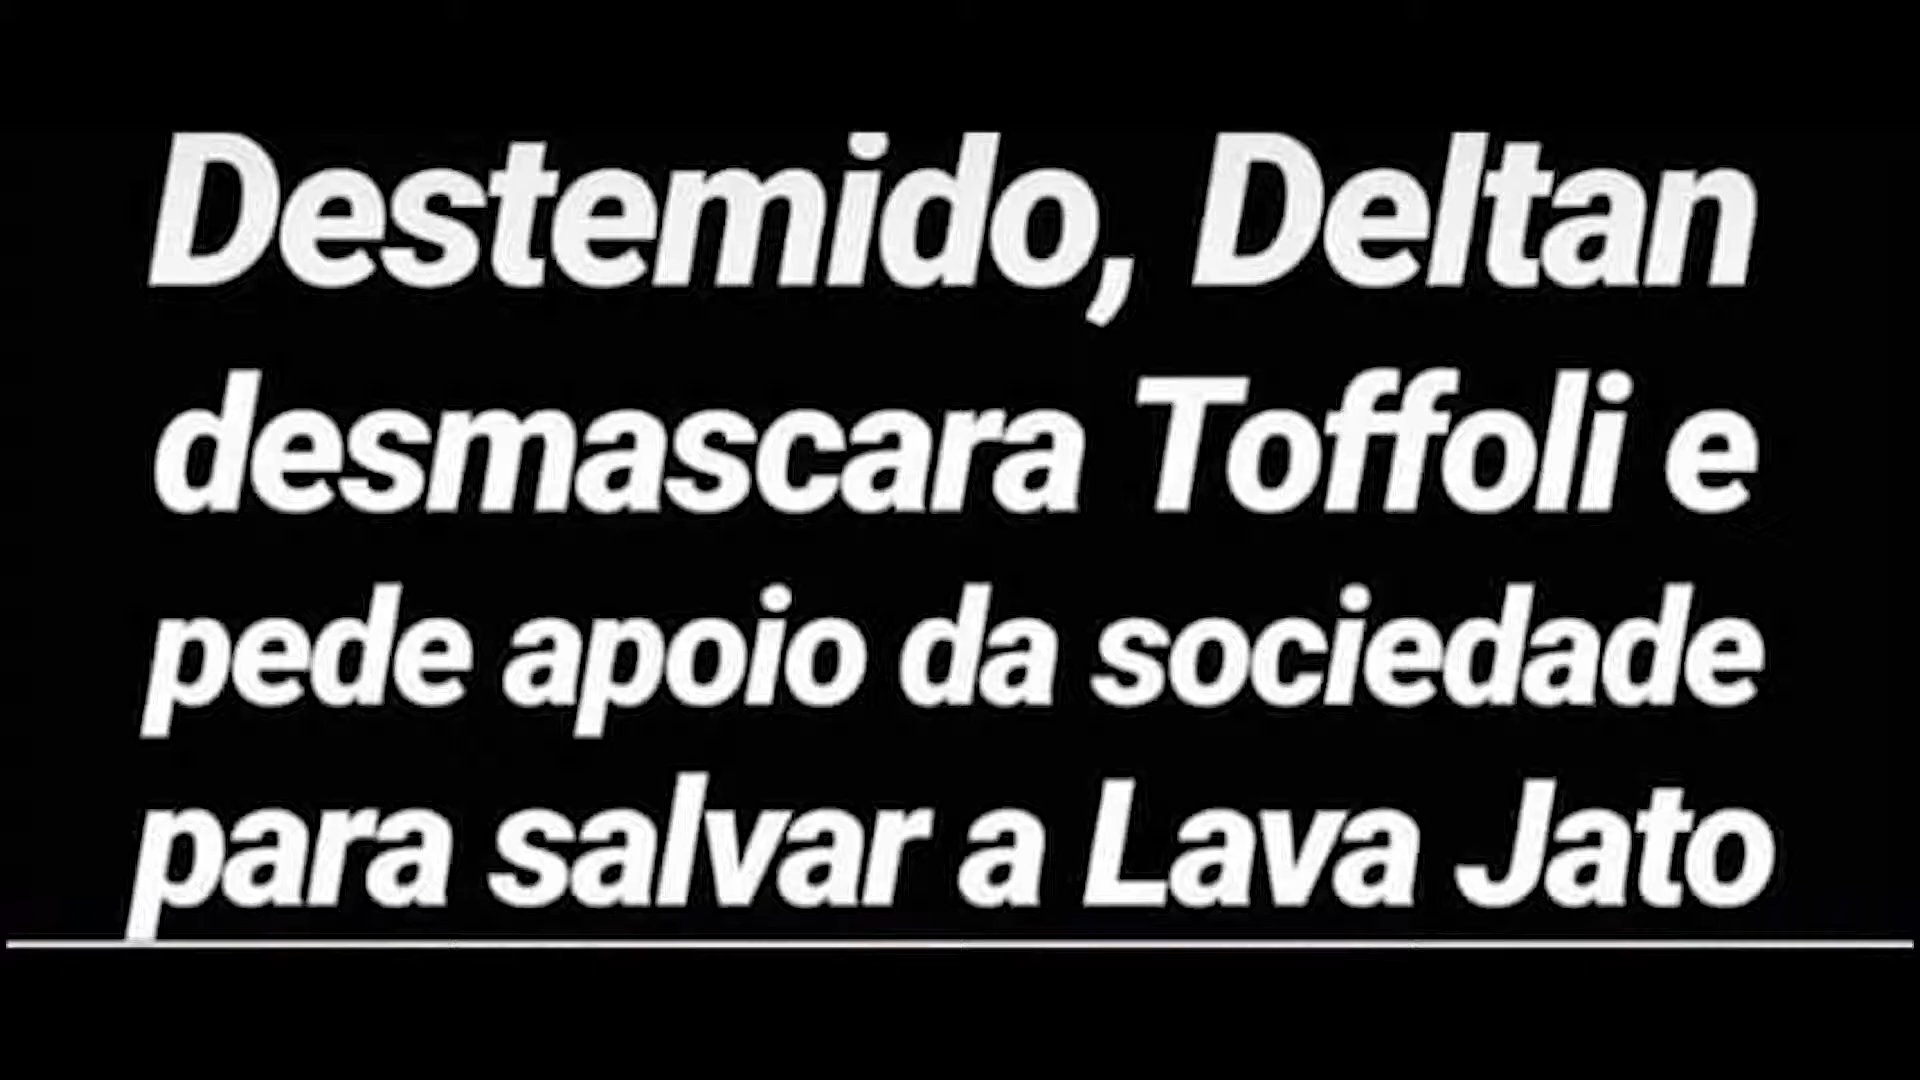 Destemido, Deltan
desmascara Toffoli e
pede apoio da sociedade
para salvar a Lava Jato